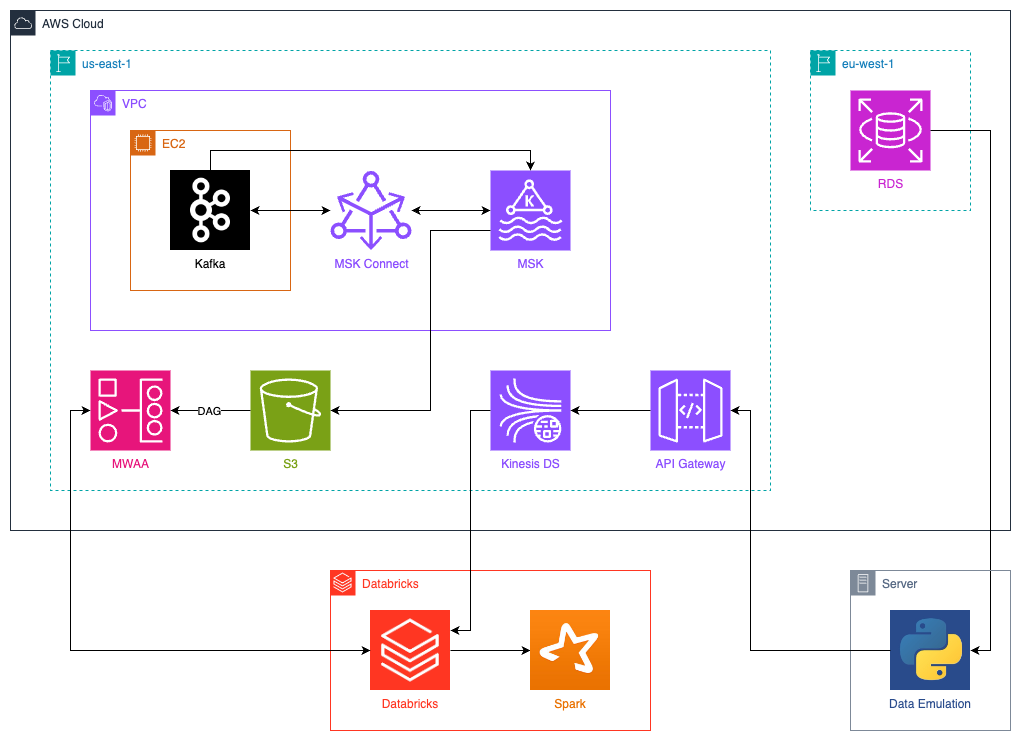 AWS Cloud
us-east-1
eu-west-1
VPC
EC2
K
RDS
Kafka
MSK Connect
MSK
DAG
</>
MWAA
S3
Kinesis DS
API Gateway
Databricks
Server
Databricks
Spark
Data Emulation